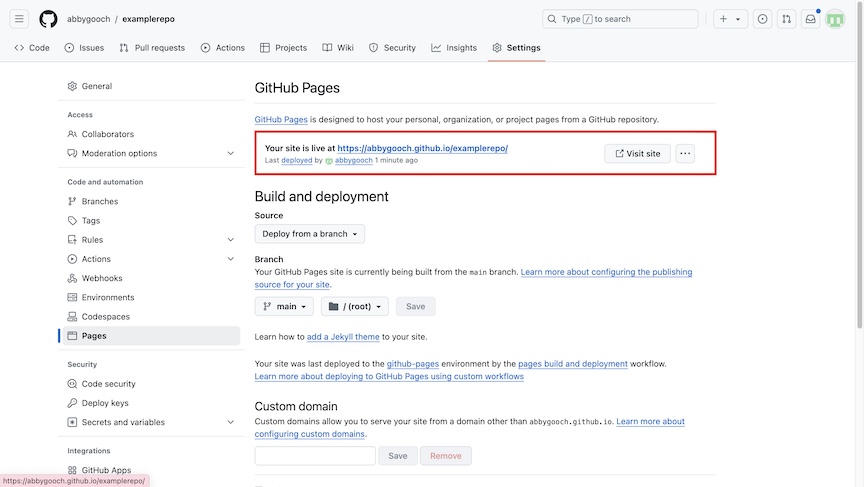 abbygooch / examplerepo
Type / to search
Code
Issues
Pull requests
Actions
Projects
Wiki
Security
Insights
Settings
General
Access
Collaborators
Moderation options
Code and automation
Branches
Tags
Rules
Actions
Webhooks
Environments
Codespaces
Pages
Security
Code security
Deploy keys
Secrets and variables
Integrations
GitHub Apps
https://abbygooch.github.io/examplerepo/
GitHub Pages
GitHub Pages is designed to host your personal, organization, or project pages from a GitHub repository.
Your site is live at https://abbygooch.github.io/examplerepo/
Last deployed by abbygooch 1 minute ago
Visit site
Build and deployment
Source
Deploy from a branch
Branch
Your GitHub Pages site is currently being built from the main branch. Learn more about configuring the publishing
source for your site.
main
/ (root)
Save
Learn how to add a Jekyll theme to your site.
Your site was last deployed to the github-pages environment by the pages build and deployment workflow.
Learn more about deploying to GitHub Pages using custom workflows
Custom domain
Custom domains allow you to serve your site from a domain other than abbygooch.github.io. Learn more about
configuring custom domains.
Save
Remove